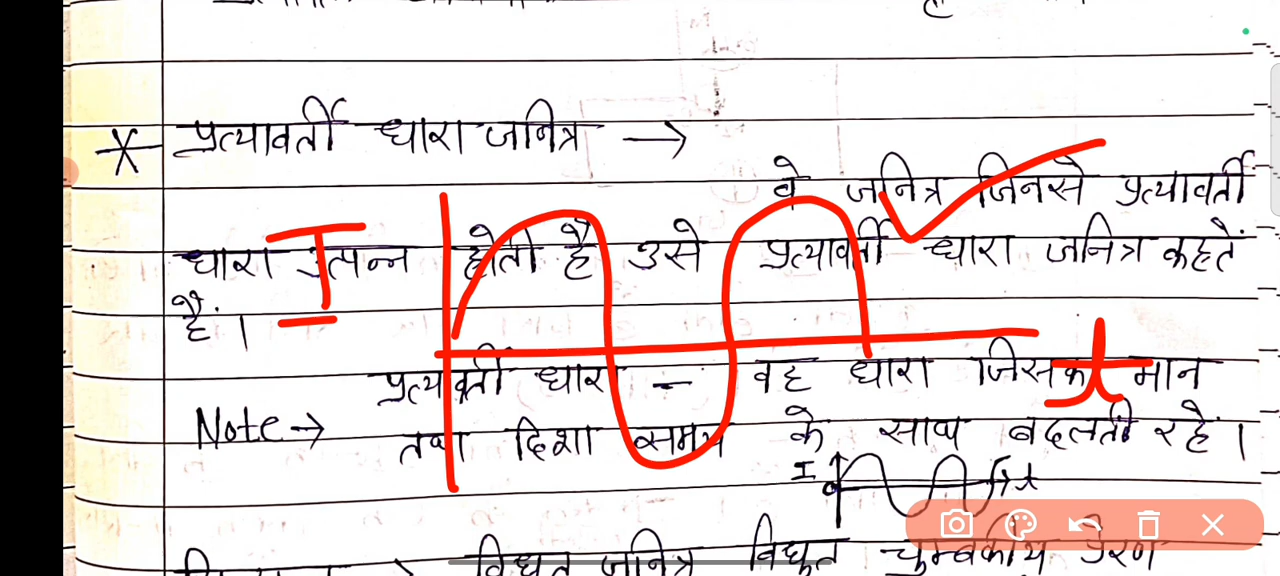 * प्रत्यावर्ती धारा जनित्र →
वे जनित्र जिनसे प्रत्यावर्ती
धारा उत्पन्न होती है उसे प्रत्यावर्ती धारा जनित्र कहते
हैं।
I
प्रत्यावर्ती धारा – वह धारा जिसका मान
t
Note → तथा दिशा समय के साथ बदलती रहे।
I
0 t
विद्युत जनित्र विद्युत चुम्बकीय प्रेरण